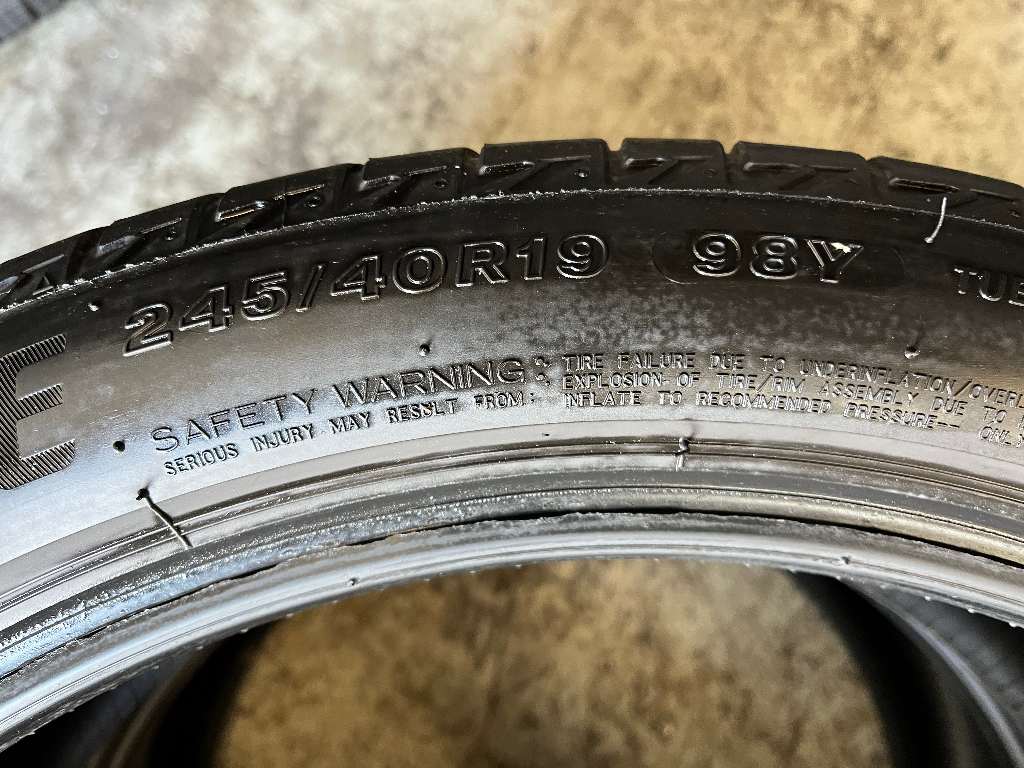 245/40R19 98Y
E
SAFETY WARNING: TIRE FAILURE DUE TO UNDERINFLATION/
SERIOUS INJURY MAY RESULT FROM: EXPLOSION OF TIRE/RIM ASSEMBLY DUE TO
INFLATE TO RECOMMENDED PRESSURE--